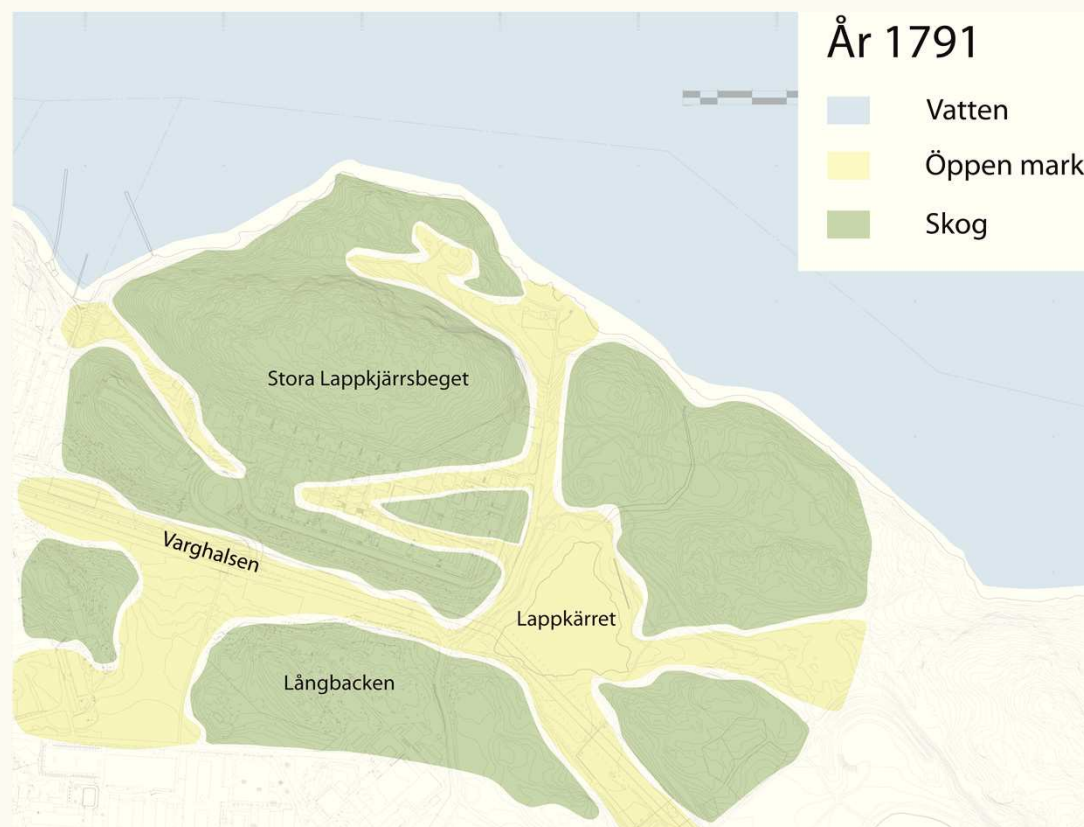 År 1791
Vatten
Öppen mark
Skog
Stora Lappkjärrsbeget
Varghalsen
Lappkärret
Långbacken